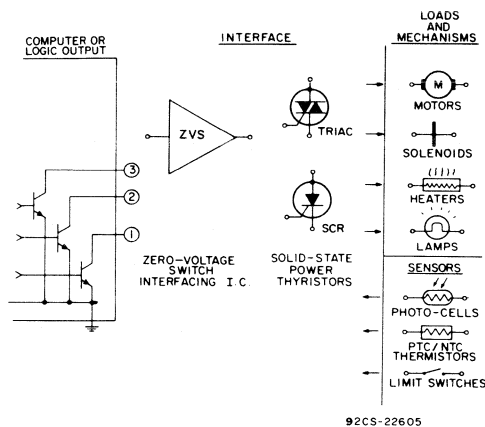 COMPUTER OR
LOGIC OUTPUT
3
2
1
INTERFACE
ZVS
ZERO-VOLTAGE
SWITCH
INTERFACING I.C.
TRIAC
SCR
SOLID-STATE
POWER
THYRISTORS
LOADS
AND
MECHANISMS
M
MOTORS
SOLENOIDS
HEATERS
LAMPS
SENSORS
PHOTO-CELLS
PTC/NTC
THERMISTORS
LIMIT SWITCHES
92CS-22605